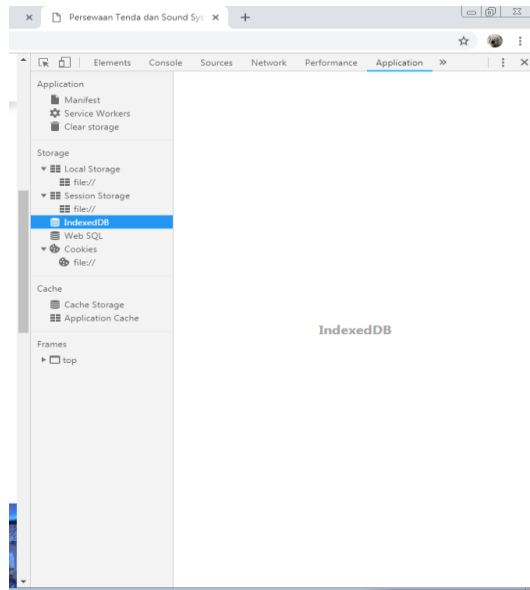 Persewaan Tenda dan Sound Sys
Elements Console Sources Network Performance Application »
Application
Manifest
Service Workers
Clear storage
Storage
Local Storage
file://
Session Storage
file://
IndexedDB
Web SQL
Cookies
file://
Cache
Cache Storage
Application Cache
Frames
top
IndexedDB